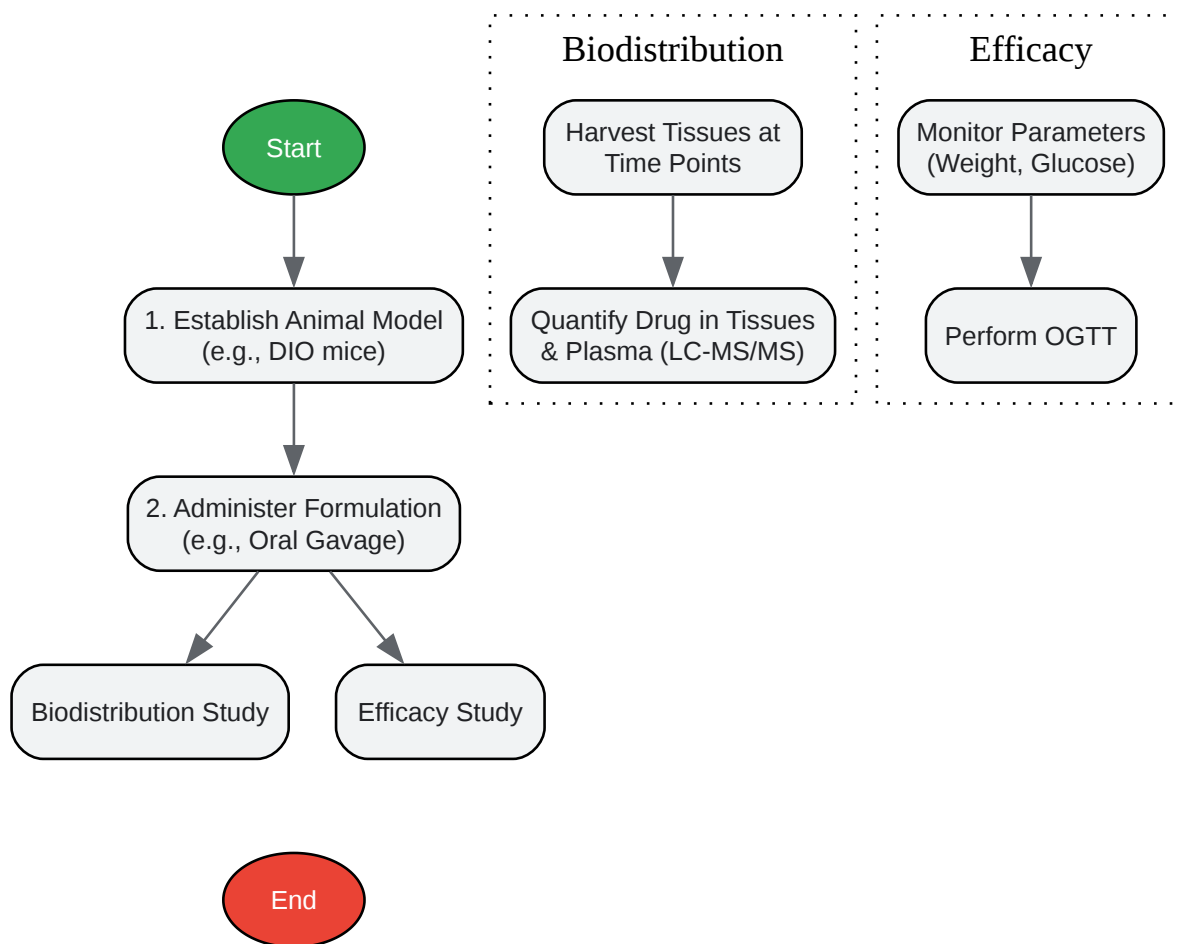 Start
1. Establish Animal Model
(e.g., DIO mice)
2. Administer Formulation
(e.g., Oral Gavage)
Biodistribution Study
Efficacy Study
End
Biodistribution
Harvest Tissues at
Time Points
Quantify Drug in Tissues
& Plasma (LC-MS/MS)
Efficacy
Monitor Parameters
(Weight, Glucose)
Perform OGTT